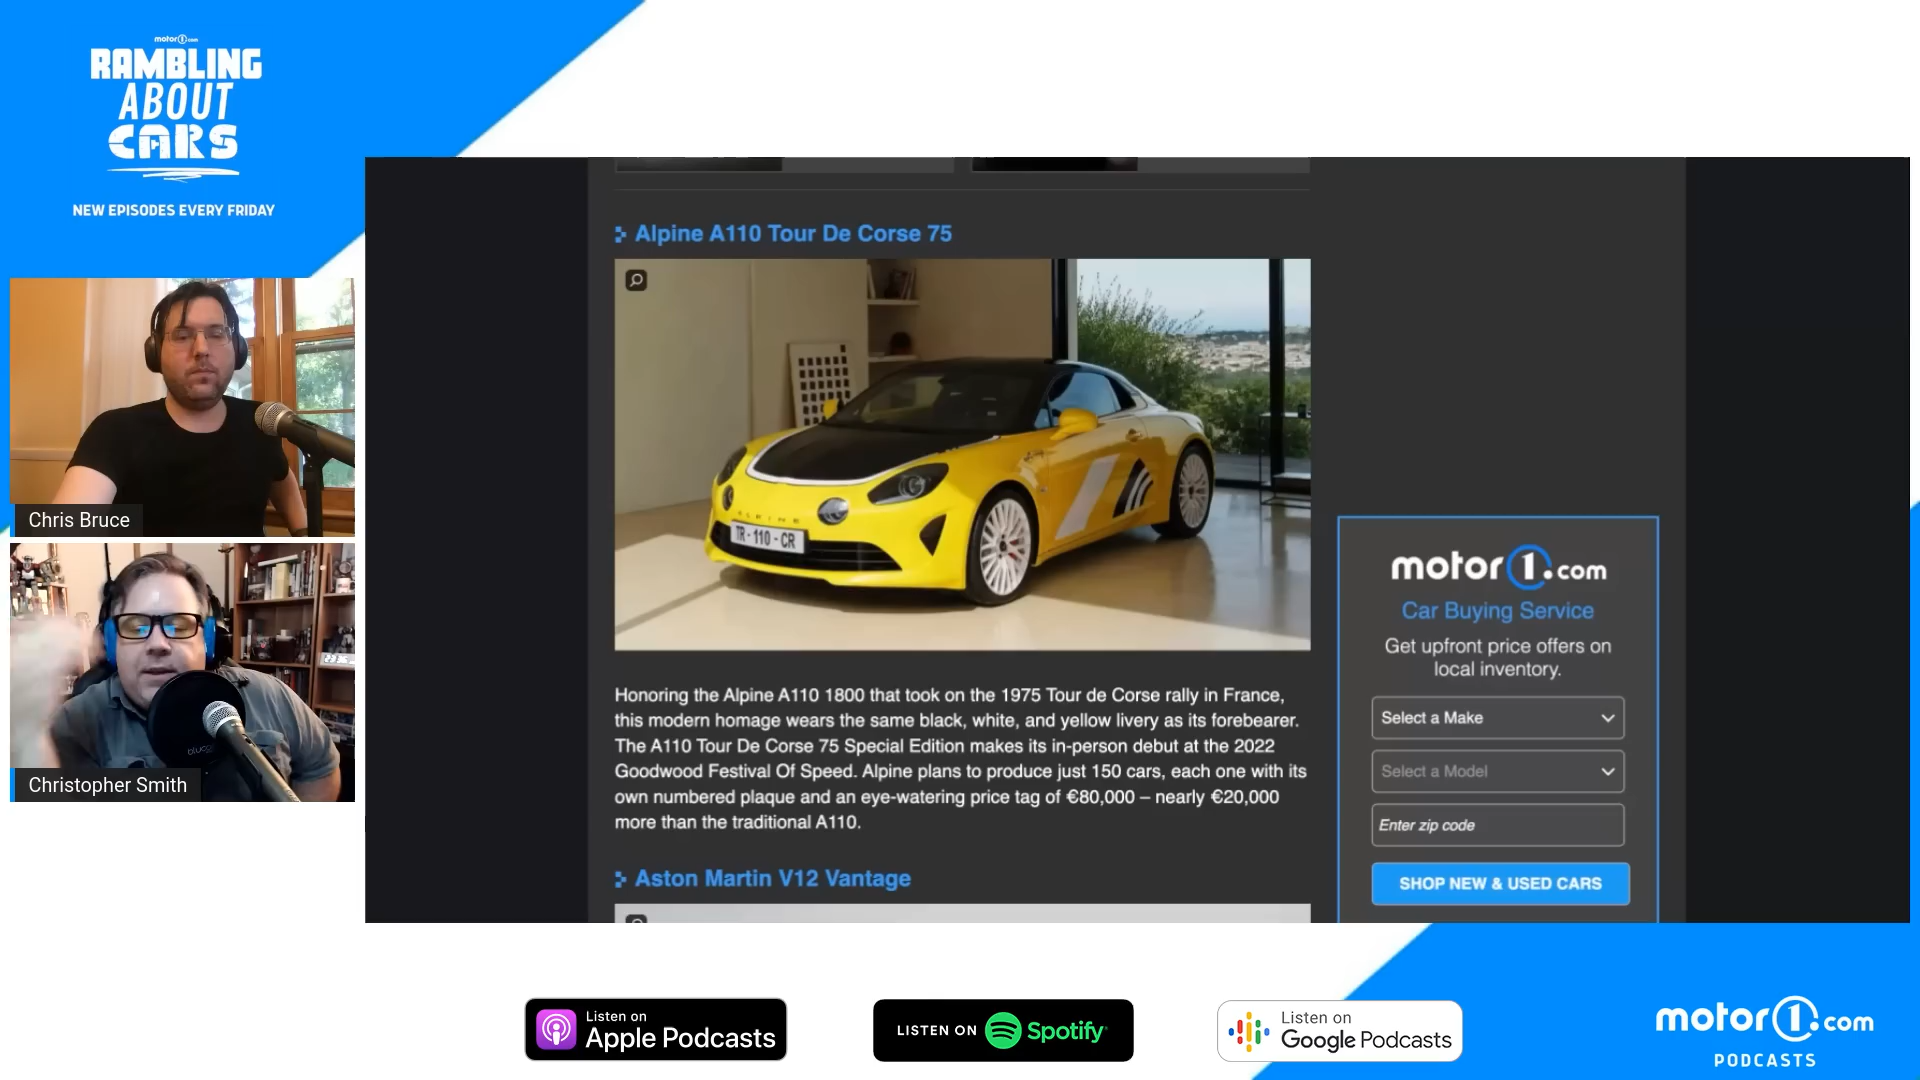 motor1.com
RAMBLING
ABOUT
CARS
NEW EPISODES EVERY FRIDAY
Chris Bruce
Christopher Smith
Alpine A110 Tour De Corse 75
ALPINE
TR-110-CR
Honoring the Alpine A110 1800 that took on the 1975 Tour de Corse rally in France,
this modern homage wears the same black, white, and yellow livery as its forebearer.
The A110 Tour De Corse 75 Special Edition makes its in-person debut at the 2022
Goodwood Festival Of Speed. Alpine plans to produce just 150 cars, each one with its
own numbered plaque and an eye-watering price tag of €80,000 – nearly €20,000
more than the traditional A110.
Aston Martin V12 Vantage
motor1.com
Car Buying Service
Get upfront price offers on
local inventory.
Select a Make
Select a Model
Enter zip code
SHOP NEW & USED CARS
Listen on
Apple Podcasts
LISTEN ON Spotify
Listen on
Google Podcasts
motor1.com
PODCASTS